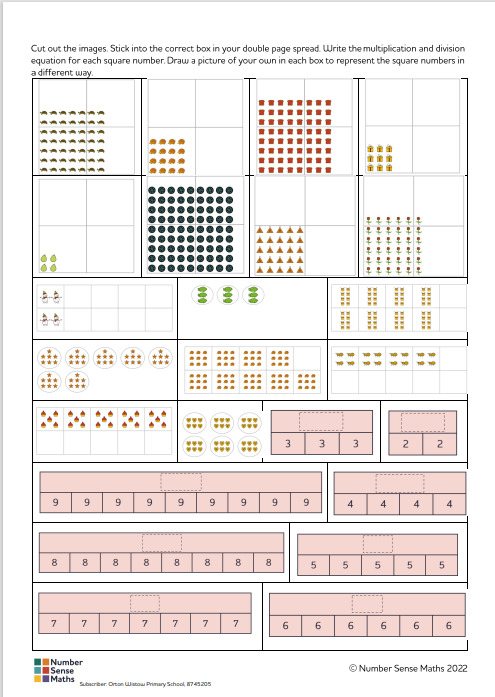 Cut out the images. Stick into the correct box in your double page spread. Write the multiplication and division
equation for each square number. Draw a picture of your own in each box to represent the square numbers in
a different way.
3 3 3
2 2
9 9 9 9 9 9 9 9 9
4 4 4 4
8 8 8 8 8 8 8 8
5 5 5 5 5
7 7 7 7 7 7 7
6 6 6 6 6 6
Number
Sense
Maths
Subscriber: Orton Wistow Primary School, 8745205
© Number Sense Maths 2022